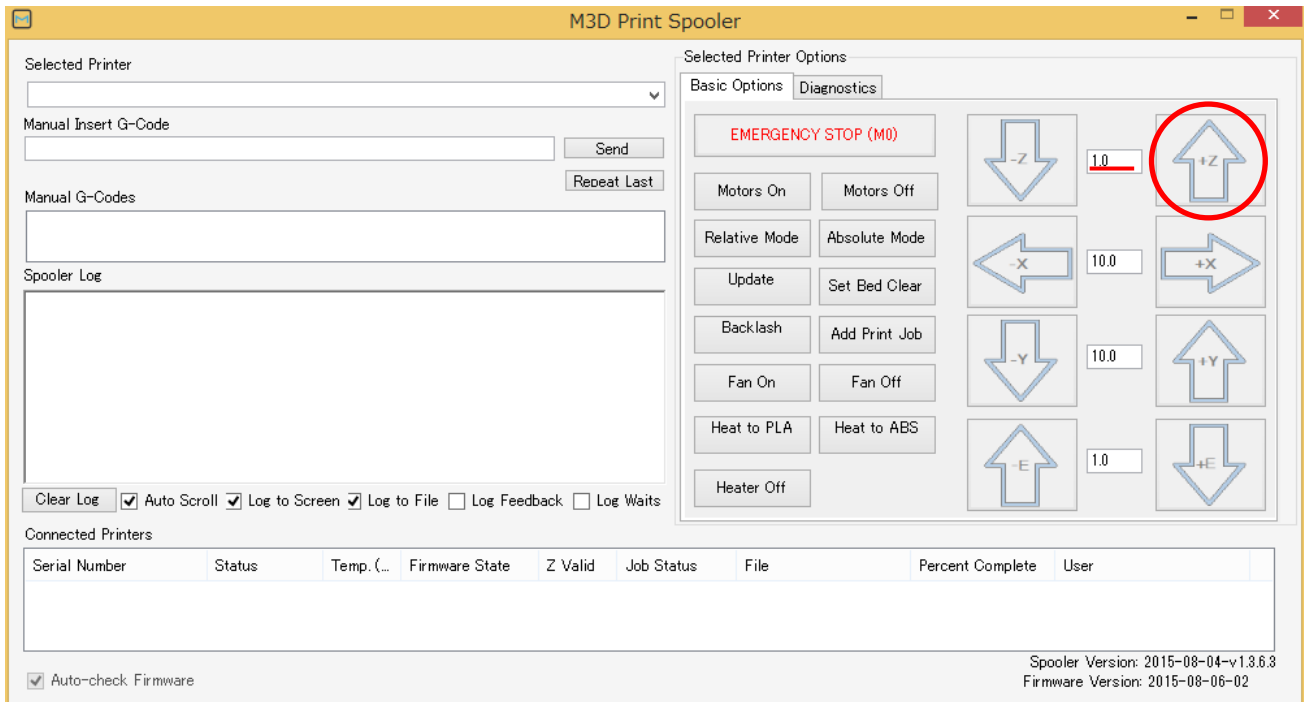 M3D Print Spooler
Selected Printer
Manual Insert G-Code
Send
Repeat Last
Manual G-Codes
Spooler Log
Clear Log Auto Scroll Log to Screen Log to File Log Feedback Log Waits
Selected Printer Options
Basic Options Diagnostics
EMERGENCY STOP (M0)
Motors On Motors Off
Relative Mode Absolute Mode
Update Set Bed Clear
Backlash Add Print Job
Fan On Fan Off
Heat to PLA Heat to ABS
Heater Off
-Z 1.0 +Z
-X 10.0 +X
-Y 10.0 +Y
-E 1.0 +E
Connected Printers
Serial Number Status Temp. (... Firmware State Z Valid Job Status File Percent Complete User
Auto-check Firmware
Spooler Version: 2015-08-04-v1.3.6.3
Firmware Version: 2015-08-06-02